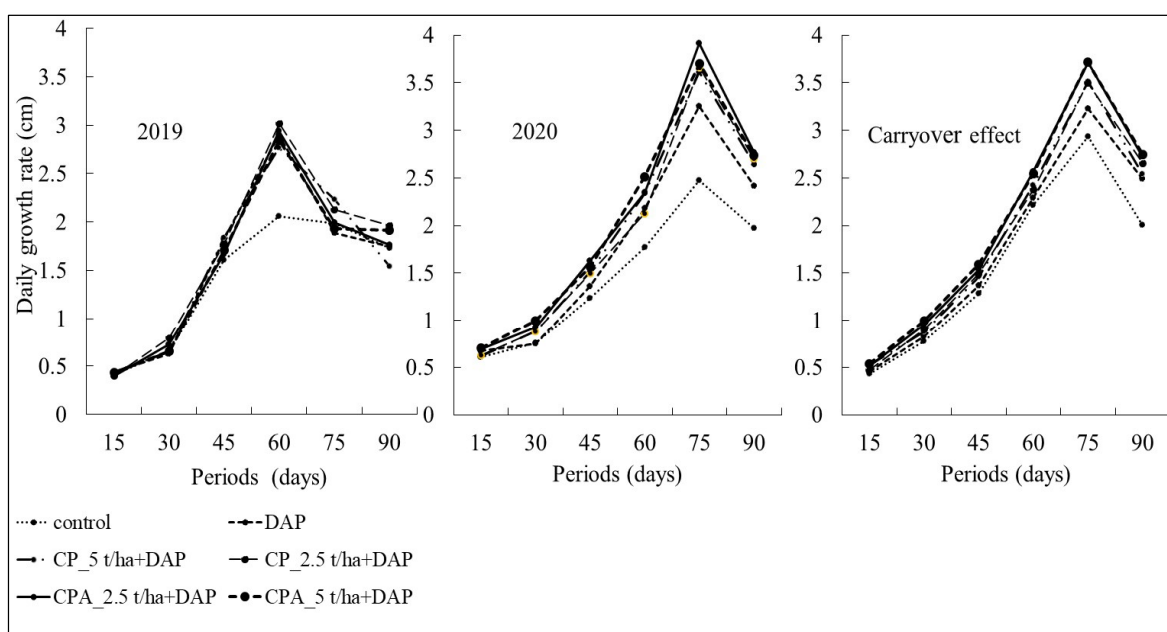 Daily growth rate (cm)
4
3.5
3
2.5
2
1.5
1
0.5
0
2019
15 30 45 60 75 90
Periods (days)
4
3.5
3
2.5
2
1.5
1
0.5
0
2020
15 30 45 60 75 90
Periods (days)
4
3.5
3
2.5
2
1.5
1
0.5
0
Carryover effect
15 30 45 60 75 90
Periods (days)
control DAP
CP_5 t/ha+DAP CP_2.5 t/ha+DAP
CPA_2.5 t/ha+DAP CPA_5 t/ha+DAP